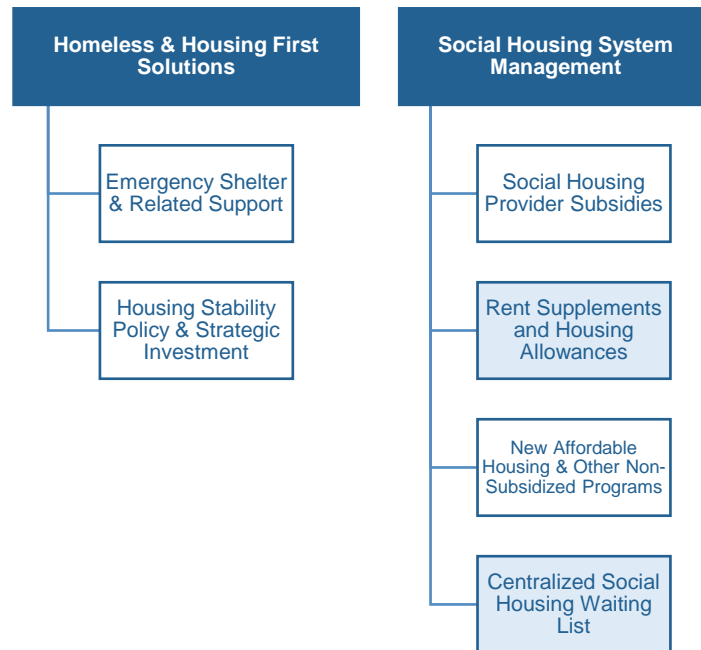 Homeless & Housing First
Solutions
Emergency Shelter
& Related Support
Housing Stability
Policy & Strategic
Investment
Social Housing System
Management
Social Housing
Provider Subsidies
Rent Supplements
and Housing
Allowances
New Affordable
Housing & Other Non-
Subsidized Programs
Centralized Social
Housing Waiting
List